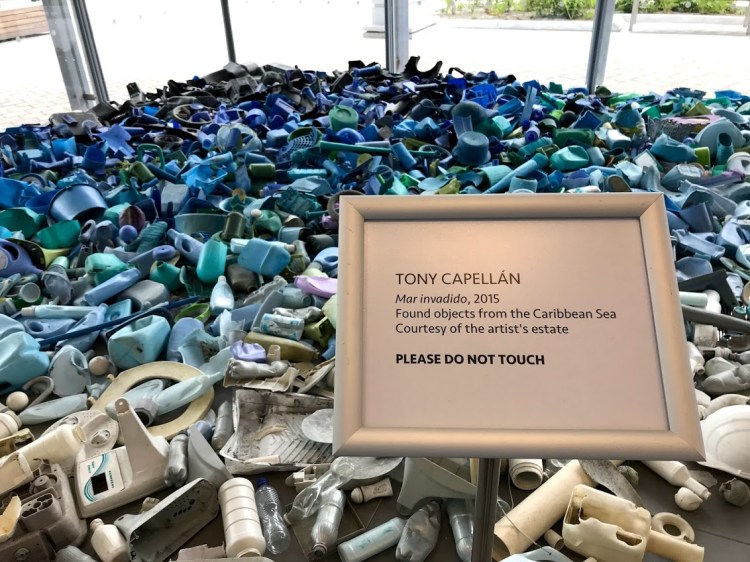 TONY CAPELLÁN
Mar invadido, 2015
Found objects from the Caribbean Sea
Courtesy of the artist's estate
PLEASE DO NOT TOUCH